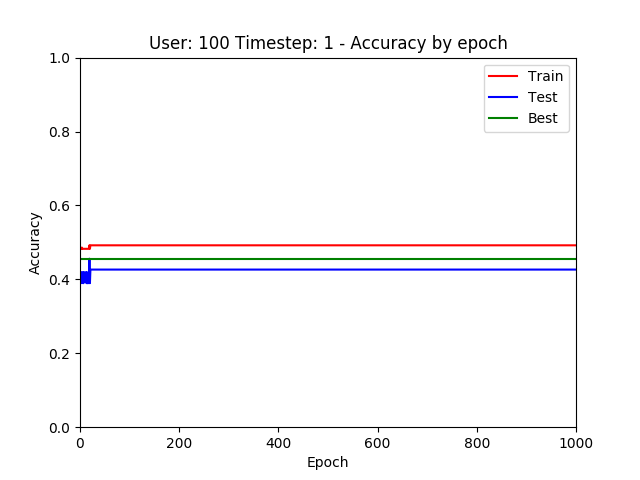 User: 100 Timestep: 1 - Accuracy by epoch
1.0
0.8
0.6
0.4
0.2
0.0
Accuracy
Train
Test
Best
0 200 400 600 800 1000
Epoch